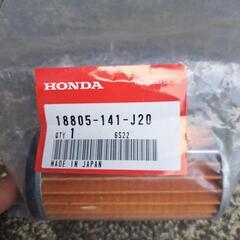 HONDA
18805-141-J20
QTY 1 6S22
MADE IN JAPAN